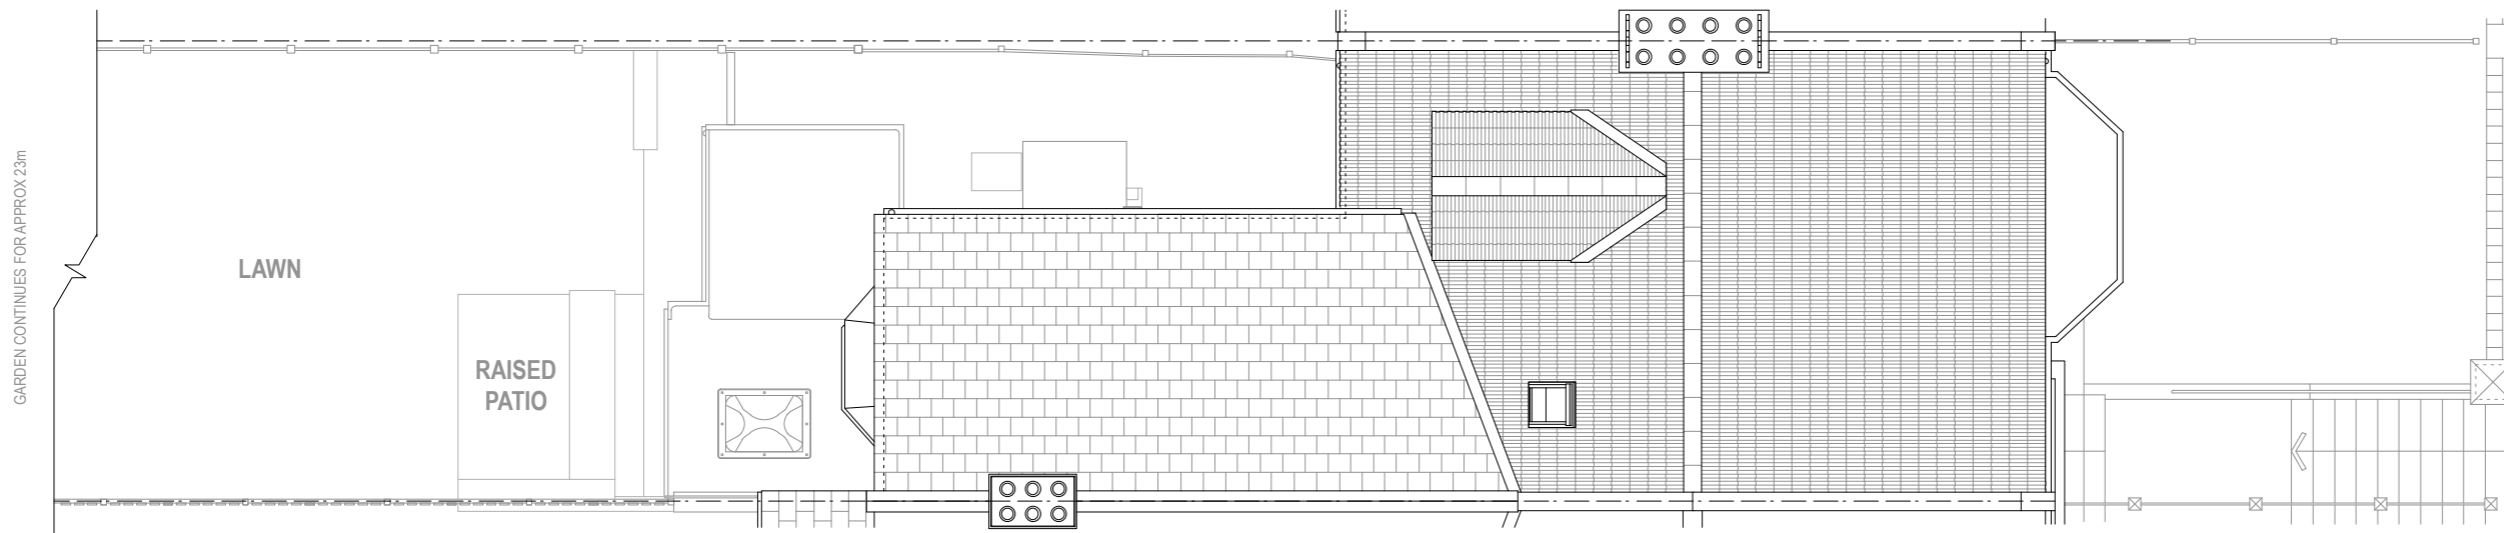 GARDEN CONTINUES FOR APPROX 23m
LAWN
RAISED
PATIO